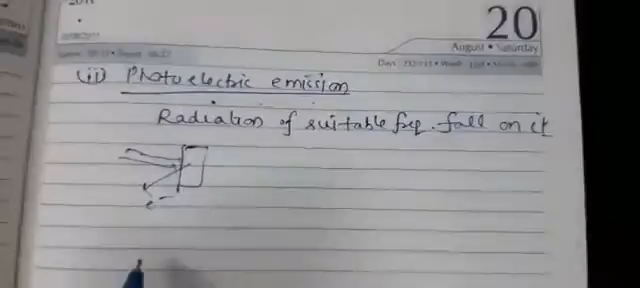 20
August • Saturday
(ii) Photoelectric emission
Radiation of suitable freq. fall on it
e-